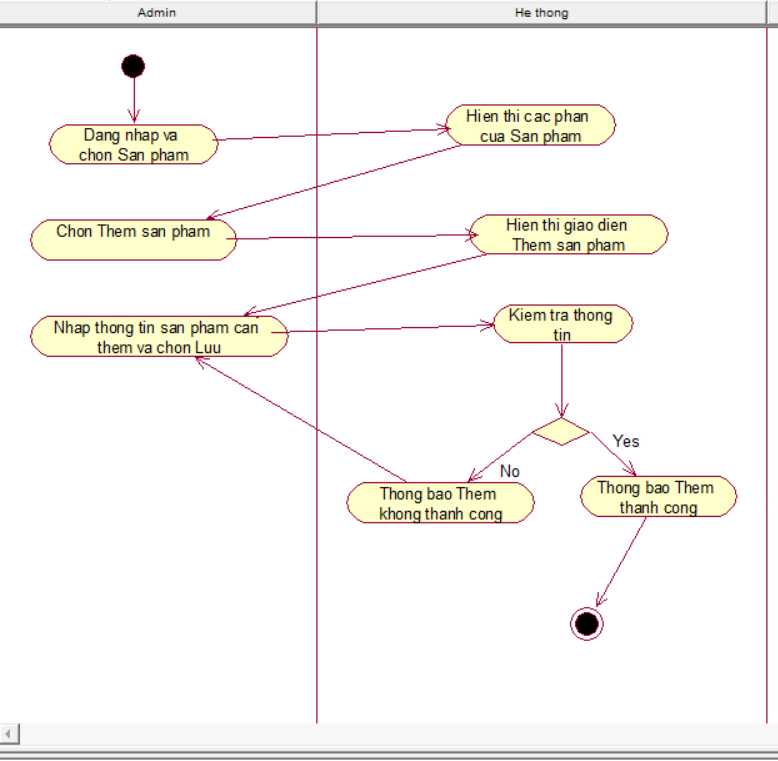 Admin
He thong
Dang nhap va
chon San pham
Hien thi cac phan
cua San pham
Chon Them san pham
Hien thi giao dien
Them san pham
Nhap thong tin san pham can
them va chon Luu
Kiem tra thong
tin
Yes
No
Thong bao Them
khong thanh cong
Thong bao Them
thanh cong